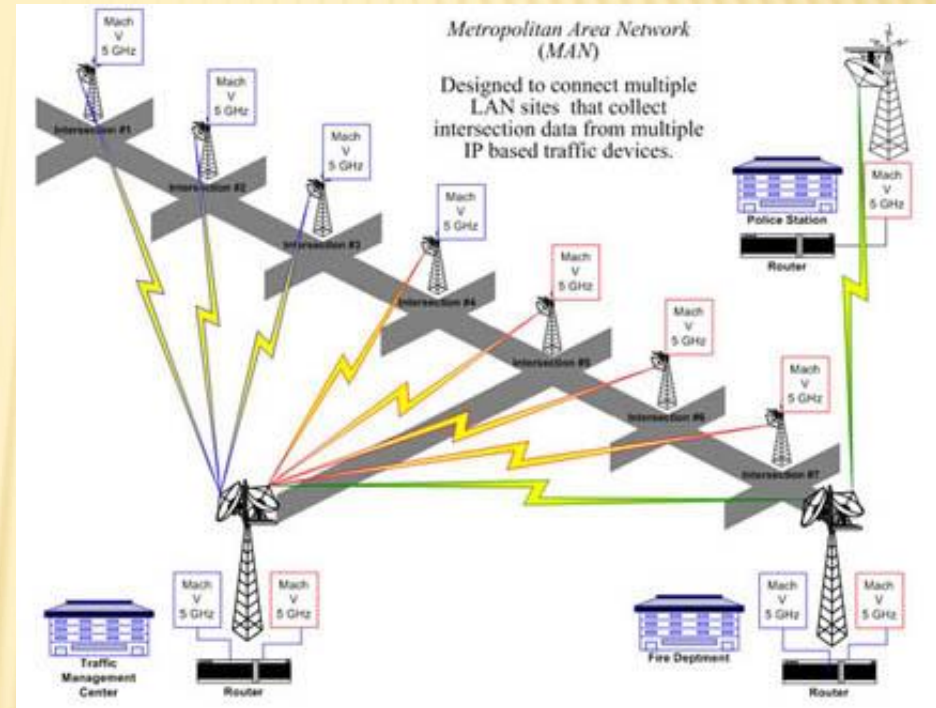 Metropolitan Area Network
(MAN)
Designed to connect multiple
LAN sites that collect
intersection data from multiple
IP based traffic devices.
Mach
V
5 GHz
Intersection #1
Mach
V
5 GHz
Intersection #2
Mach
V
5 GHz
Intersection #3
Mach
V
5 GHz
Intersection #4
Mach
V
5 GHz
Intersection #5
Mach
V
5 GHz
Intersection #6
Mach
V
5 GHz
Intersection #7
Mach
V
5 GHz
Police Station
Router
Traffic
Management
Center
Mach
V
5 GHz
Mach
V
5 GHz
Router
Fire Deptment
Mach
V
5 GHz
Mach
V
5 GHz
Router